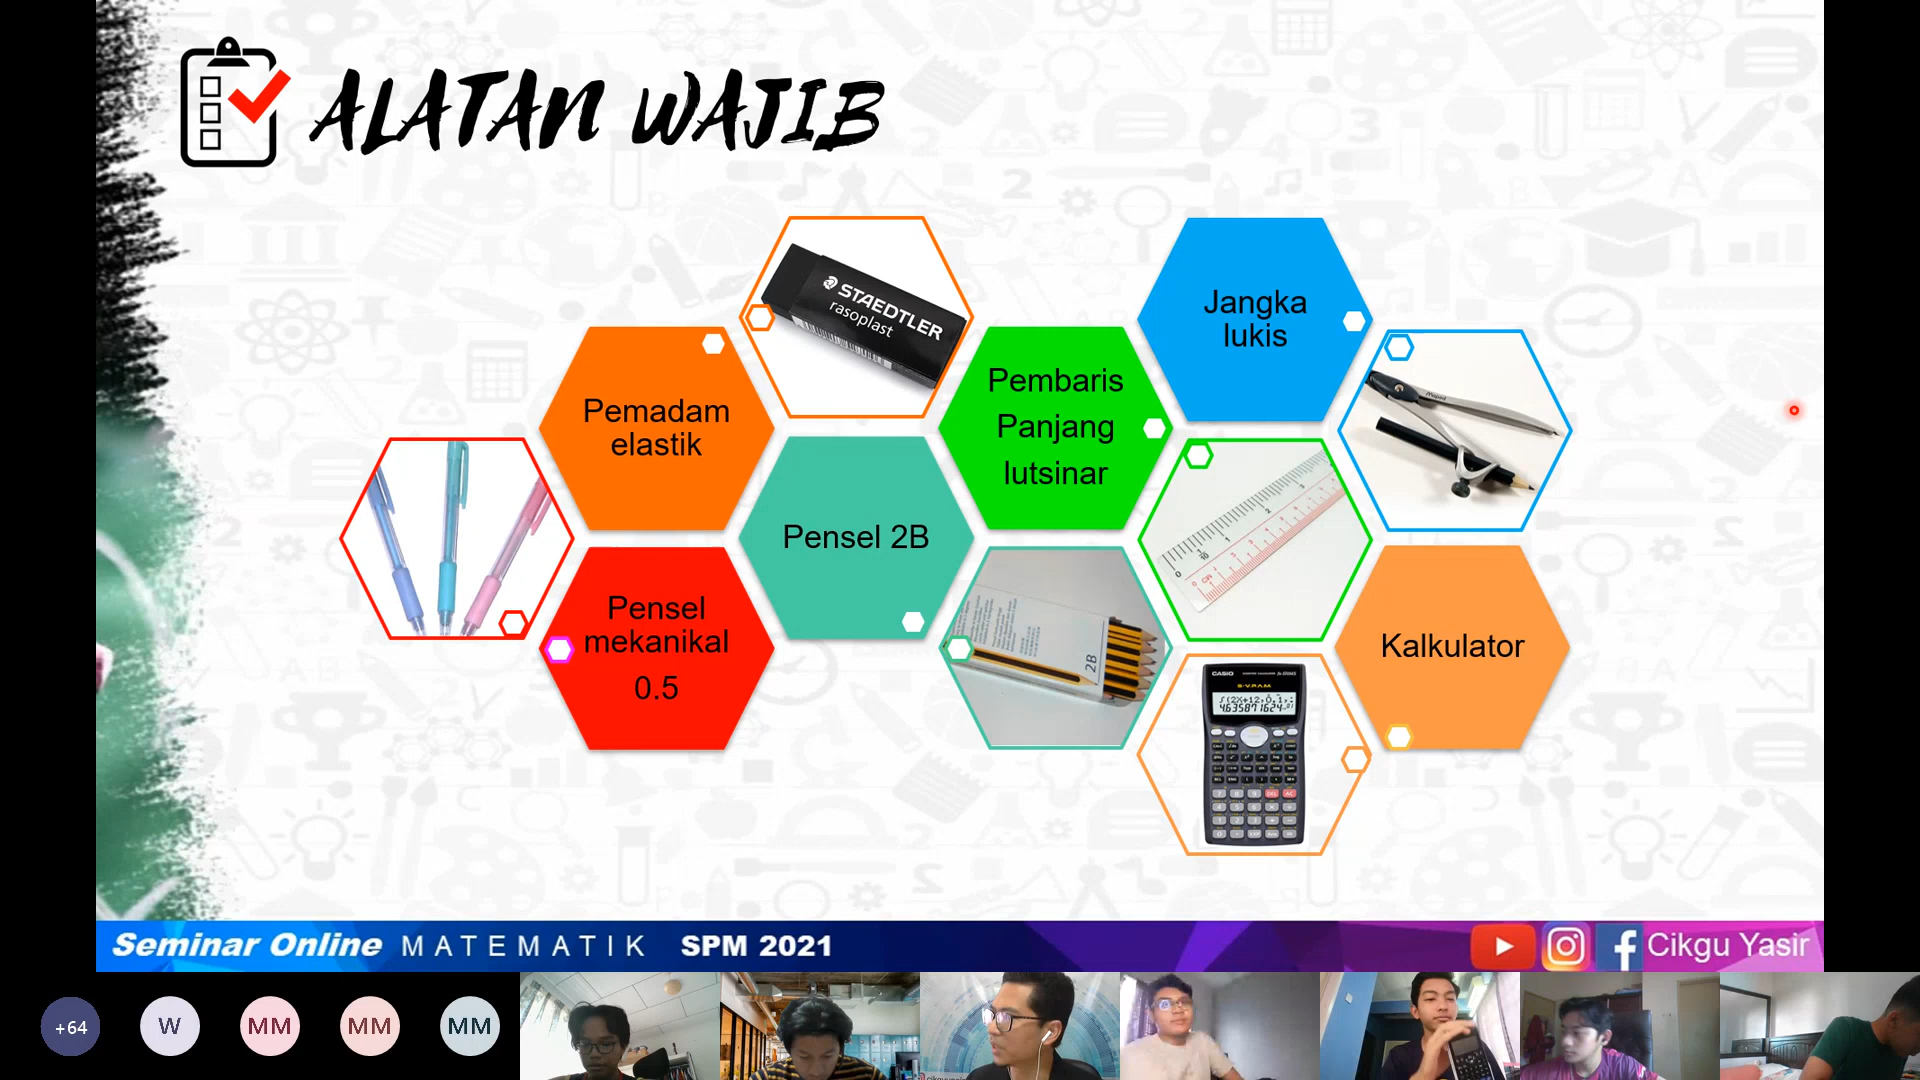 ALATAN WAJIB
STAEDTLER
rasoplast
Jangka
lukis
Pemadam
elastik
Pembaris
Panjang
lutsinar
Pensel 2B
Pensel
mekanikal
0.5
2B
Kalkulator
CASIO
S-V.P.A.M.
Seminar Online MATEMATIK SPM 2021
Cikgu Yasir
+64
W
MM
MM
MM